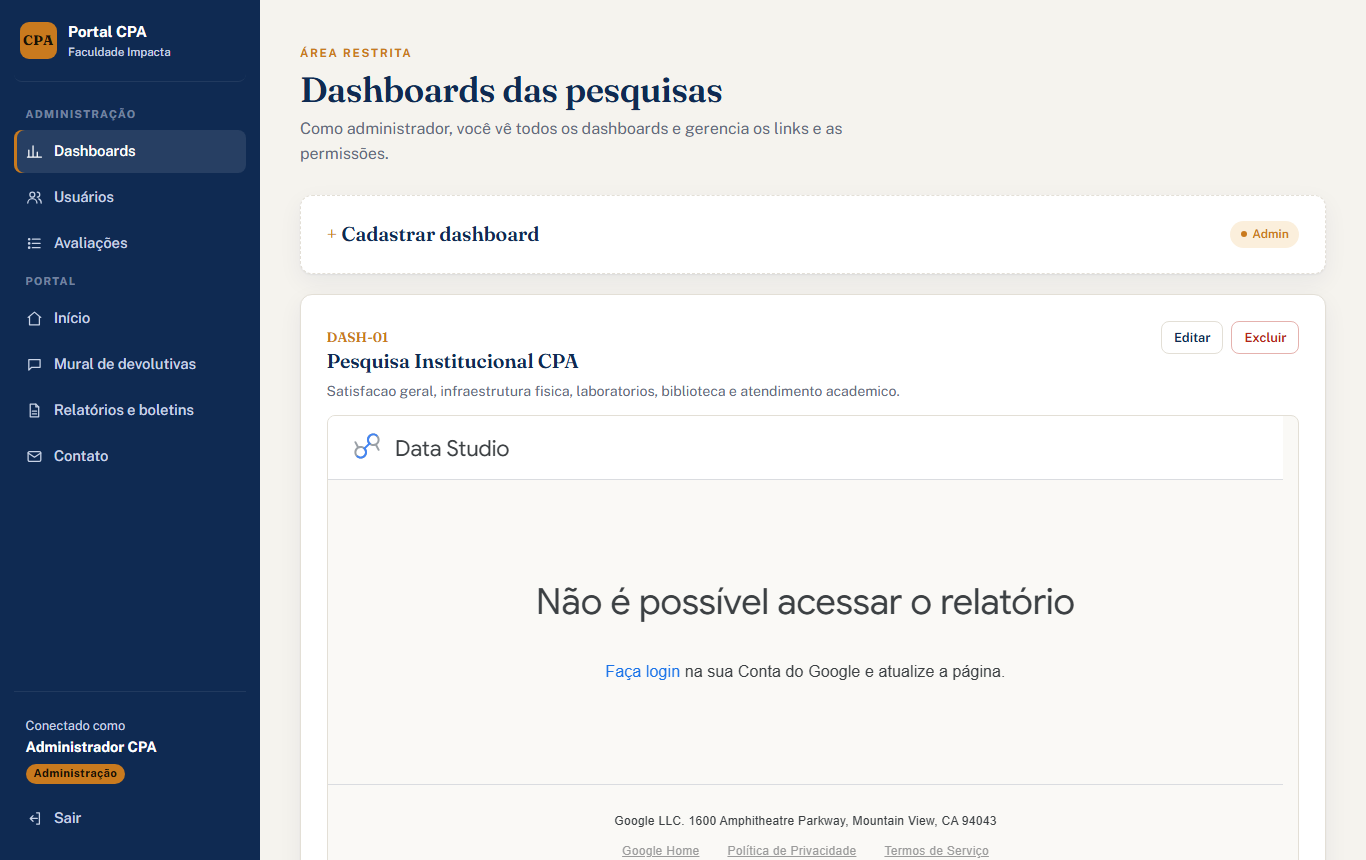 CPA
Portal CPA
Faculdade Impacta
ADMINISTRAÇÃO
Dashboards
Usuários
Avaliações
PORTAL
Início
Mural de devolutivas
Relatórios e boletins
Contato
Conectado como
Administrador CPA
Administração
Sair
ÁREA RESTRITA
Dashboards das pesquisas
Como administrador, você vê todos os dashboards e gerencia os links e as
permissões.
+ Cadastrar dashboard
Admin
DASH-01
Editar
Excluir
Pesquisa Institucional CPA
Satisfacao geral, infraestrutura fisica, laboratorios, biblioteca e atendimento academico.
Data Studio
Não é possível acessar o relatório
Faça login na sua Conta do Google e atualize a página.
Google LLC. 1600 Amphitheatre Parkway, Mountain View, CA 94043
Google Home
Política de Privacidade
Termos de Serviço